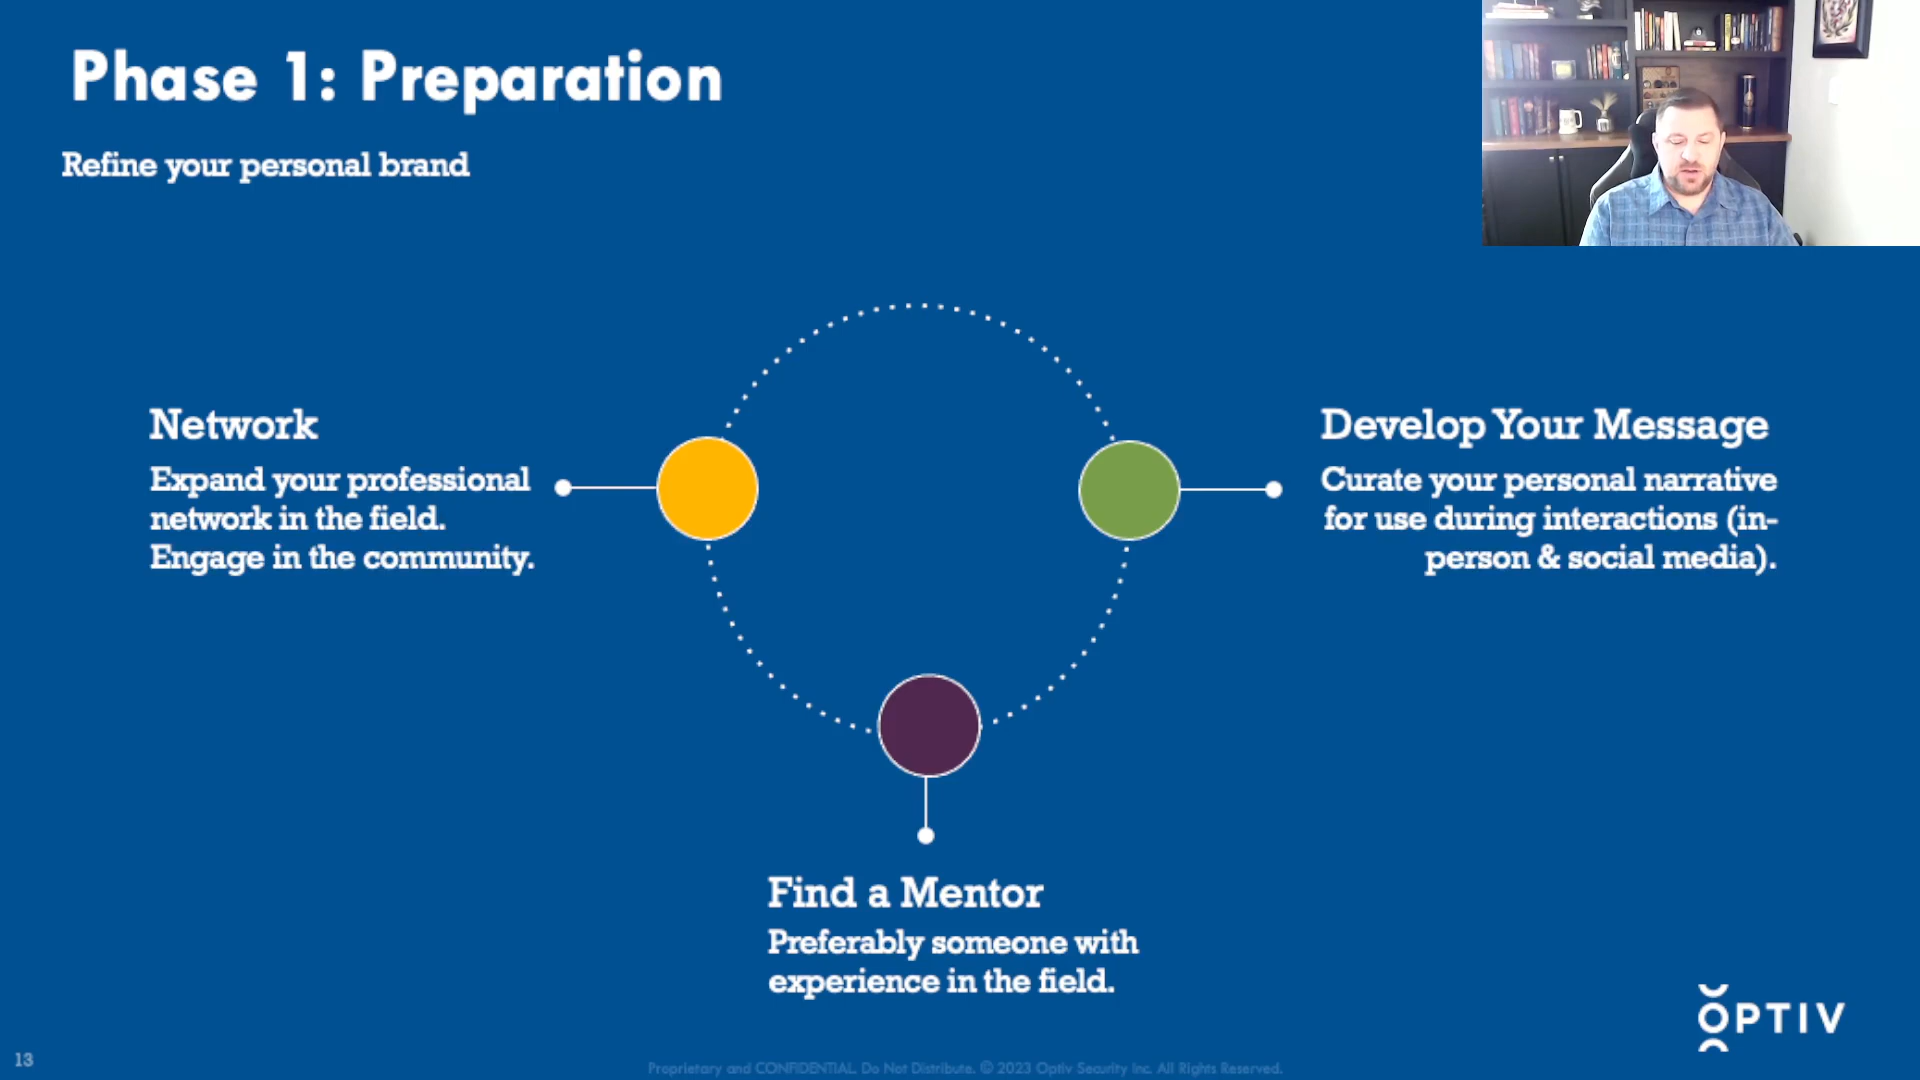 Phase 1: Preparation
Refine your personal brand
Network
Expand your professional
network in the field.
Engage in the community.
Develop Your Message
Curate your personal narrative
for use during interactions (in-
person & social media).
Find a Mentor
Preferably someone with
experience in the field.
OPTIV
13
Proprietary and CONFIDENTIAL. Do Not Distribute. © 2023 Optiv Security Inc. All Rights Reserved.